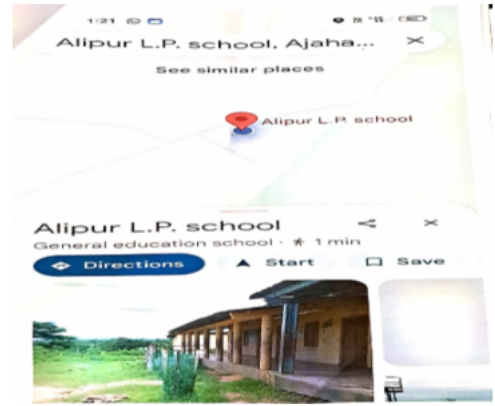 1:21
Alipur L.P. school, Ajaha...
See similar places
Alipur L.P. school
Alipur L.P. school
General education school · 1 min
Directions
Start
Save